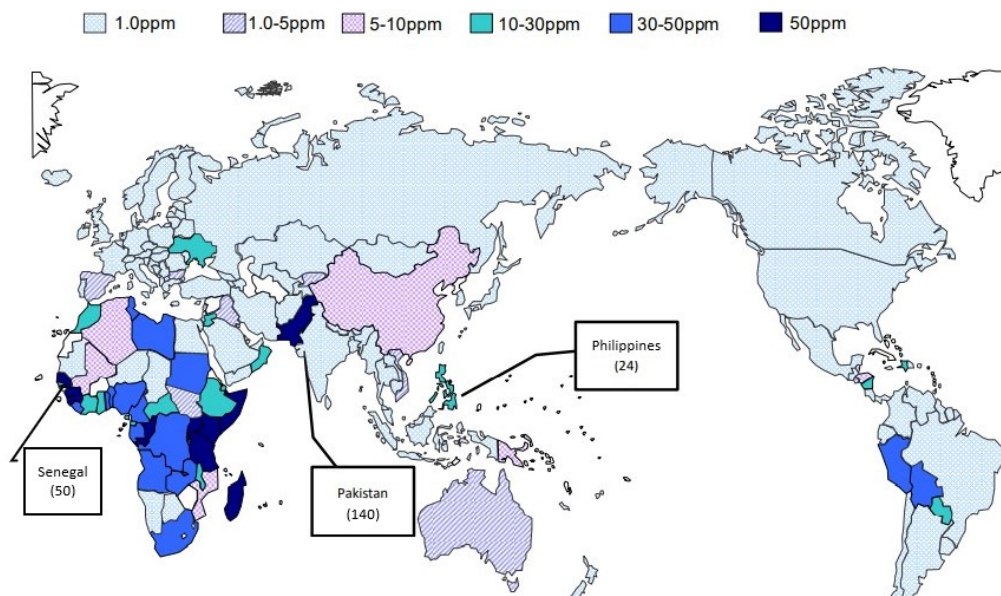 1.0ppm 1.0-5ppm 5-10ppm 10-30ppm 30-50ppm 50ppm
Philippines
(24)
Senegal
(50)
Pakistan
(140)